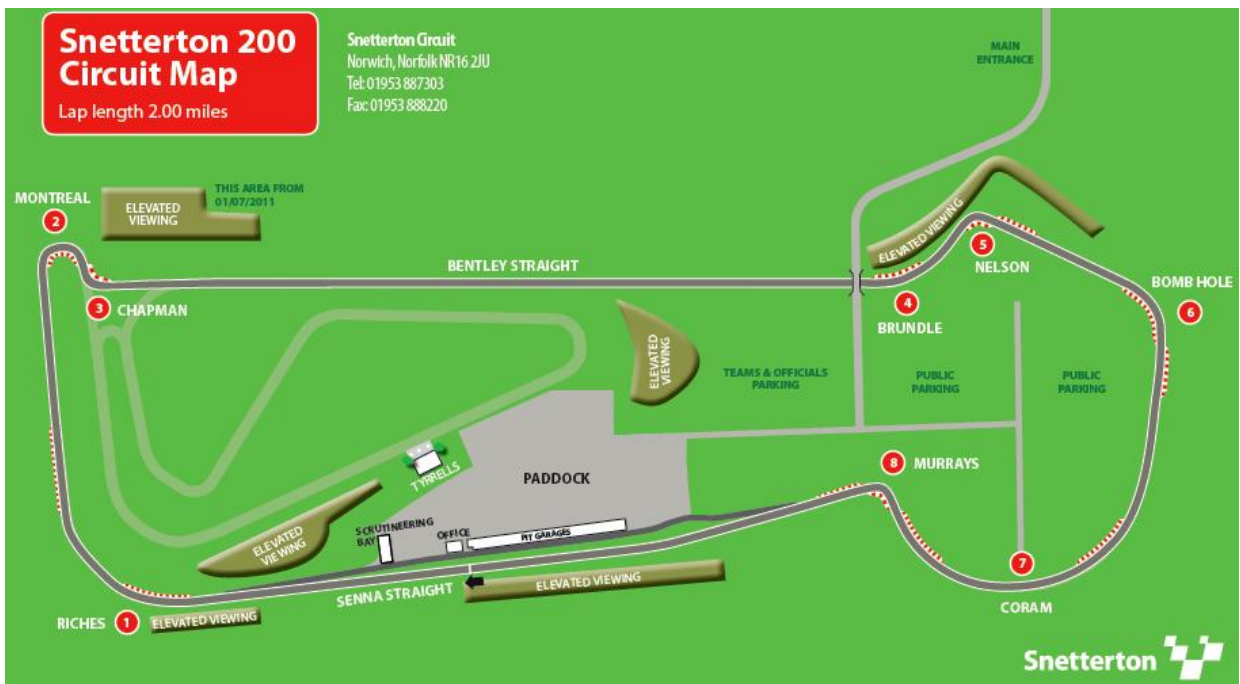 Snetterton 200
Circuit Map
Lap length 2.00 miles
Snetterton Circuit
Norwich, Norfolk NR16 2JU
Tel: 01953 887303
Fax: 01953 888220
MAIN
ENTRANCE
MONTREAL
2
ELEVATED
VIEWING
THIS AREA FROM
01/07/2011
3 CHAPMAN
BENTLEY STRAIGHT
ELEVATED VIEWING
5
NELSON
4
BRUNDLE
BOMB HOLE
6
ELEVATED
VIEWING
TEAMS & OFFICIALS
PARKING
PUBLIC
PARKING
PUBLIC
PARKING
TYRRELLS
PADDOCK
8 MURRAYS
ELEVATED
VIEWING
SCRUTINEERING
BAY
OFFICE
PIT GARAGES
7
CORAM
SENNA STRAIGHT
ELEVATED VIEWING
RICHES 1
ELEVATED VIEWING
Snetterton